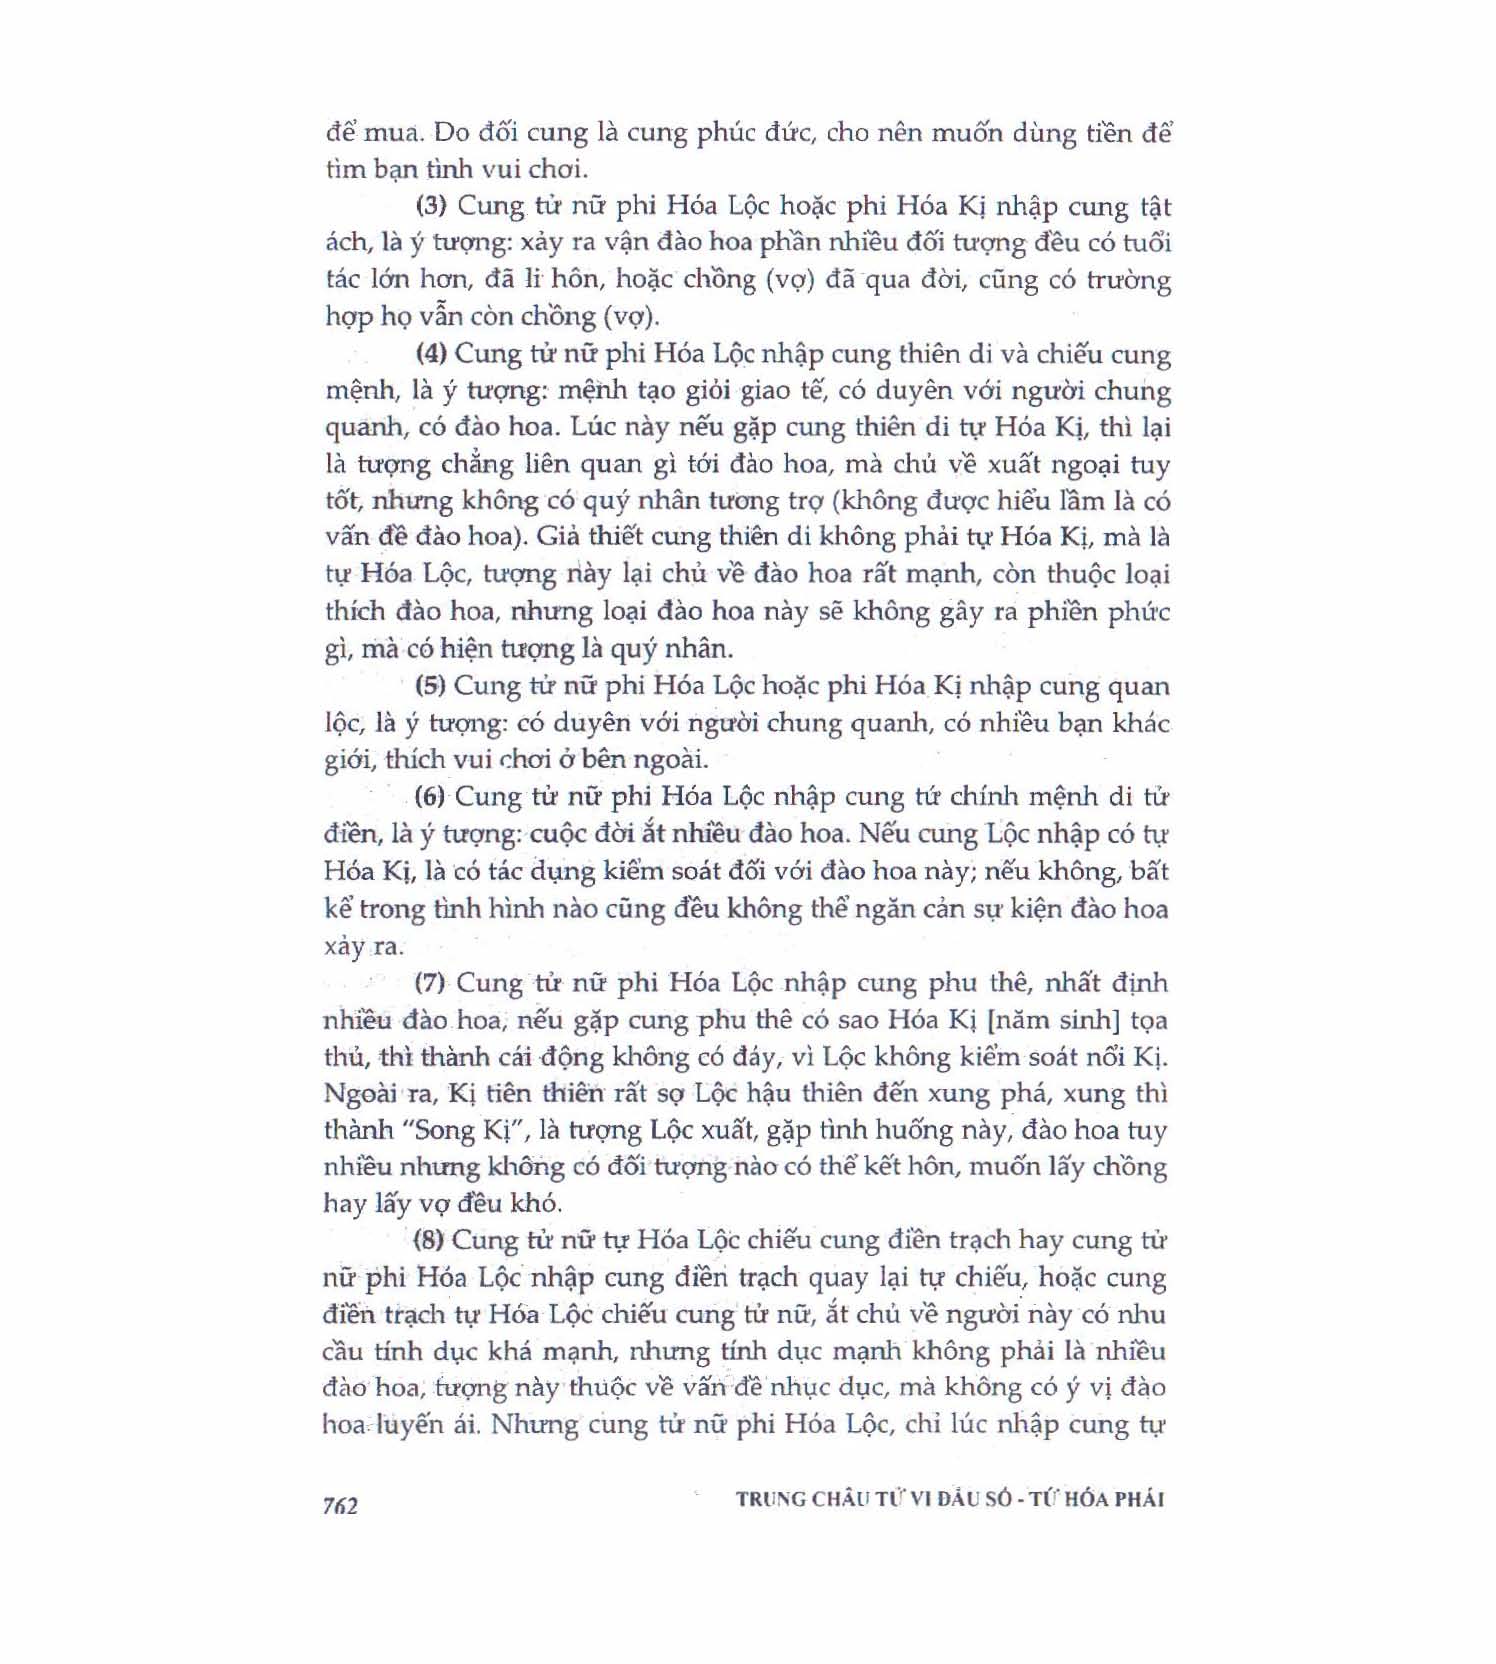 để mua. Do đối cung là cung phúc đức, cho nên muốn dùng tiền để
tìm bạn tình vui chơi.
(3) Cung tử nữ phi Hóa Lộc hoặc phi Hóa Kị nhập cung tật
ách, là ý tượng: xảy ra vận đào hoa phần nhiều đối tượng đều có tuổi
tác lớn hơn, đã li hôn, hoặc chồng (vợ) đã qua đời, cũng có trường
hợp họ vẫn còn chồng (vợ).
(4) Cung tử nữ phi Hóa Lộc nhập cung thiên di và chiếu cung
mệnh, là ý tượng: mệnh tạo giỏi giao tế, có duyên với người chung
quanh, có đào hoa. Lúc này nếu gặp cung thiên di tự Hóa Kị, thì lại
là tượng chẳng liên quan gì tới đào hoa, mà chủ về xuất ngoại tuy
tốt, nhưng không có quý nhân tương trợ (không được hiểu lầm là có
vấn đề đào hoa). Giả thiết cung thiên di không phải tự Hóa Kị, mà là
tự Hóa Lộc, tượng này lại chủ về đào hoa rất mạnh, còn thuộc loại
thích đào hoa, nhưng loại đào hoa này sẽ không gây ra phiền phức
gì, mà có hiện tượng là quý nhân.
(5) Cung tử nữ phi Hóa Lộc hoặc phi Hóa Kị nhập cung quan
lộc, là ý tượng: có duyên với người chung quanh, có nhiều bạn khác
giới, thích vui chơi ở bên ngoài.
(6) Cung tử nữ phi Hóa Lộc nhập cung tứ chính mệnh di tử
điền, là ý tượng: cuộc đời ắt nhiều đào hoa. Nếu cung Lộc nhập có tự
Hóa Kị, là có tác dụng kiểm soát đối với đào hoa này; nếu không, bất
kể trong tình hình nào cũng đều không thể ngăn cản sự kiện đào hoa
xảy ra.
(7) Cung tử nữ phi Hóa Lộc nhập cung phu thê, nhất định
nhiều đào hoa, nếu gặp cung phu thê có sao Hóa Kị [năm sinh] tọa
thủ, thì thành cái động không có đáy, vì Lộc không kiểm soát nổi Kị.
Ngoài ra, Kị tiên thiên rất sợ Lộc hậu thiên đến xung phá, xung thì
thành "Song Kị", là tượng Lộc xuất, gặp tình huống này, đào hoa tuy
nhiều nhưng không có đối tượng nào có thể kết hôn, muốn lấy chồng
hay lấy vợ đều khó.
(8) Cung tử nữ tự Hóa Lộc chiếu cung điền trạch hay cung tử
nữ phi Hóa Lộc nhập cung điền trạch quay lại tự chiếu, hoặc cung
điền trạch tự Hóa Lộc chiếu cung tử nữ, ắt chủ về người này có nhu
cầu tính dục khá mạnh, nhưng tính dục mạnh không phải là nhiều
đào hoa, tượng này thuộc về vấn đề nhục dục, mà không có ý vị đào
hoa luyến ái. Nhưng cung tử nữ phi Hóa Lộc, chỉ lúc nhập cung tự
762 TRUNG CHÂU TỬ VI ĐẨU SỐ - TỨ HÓA PHÁI